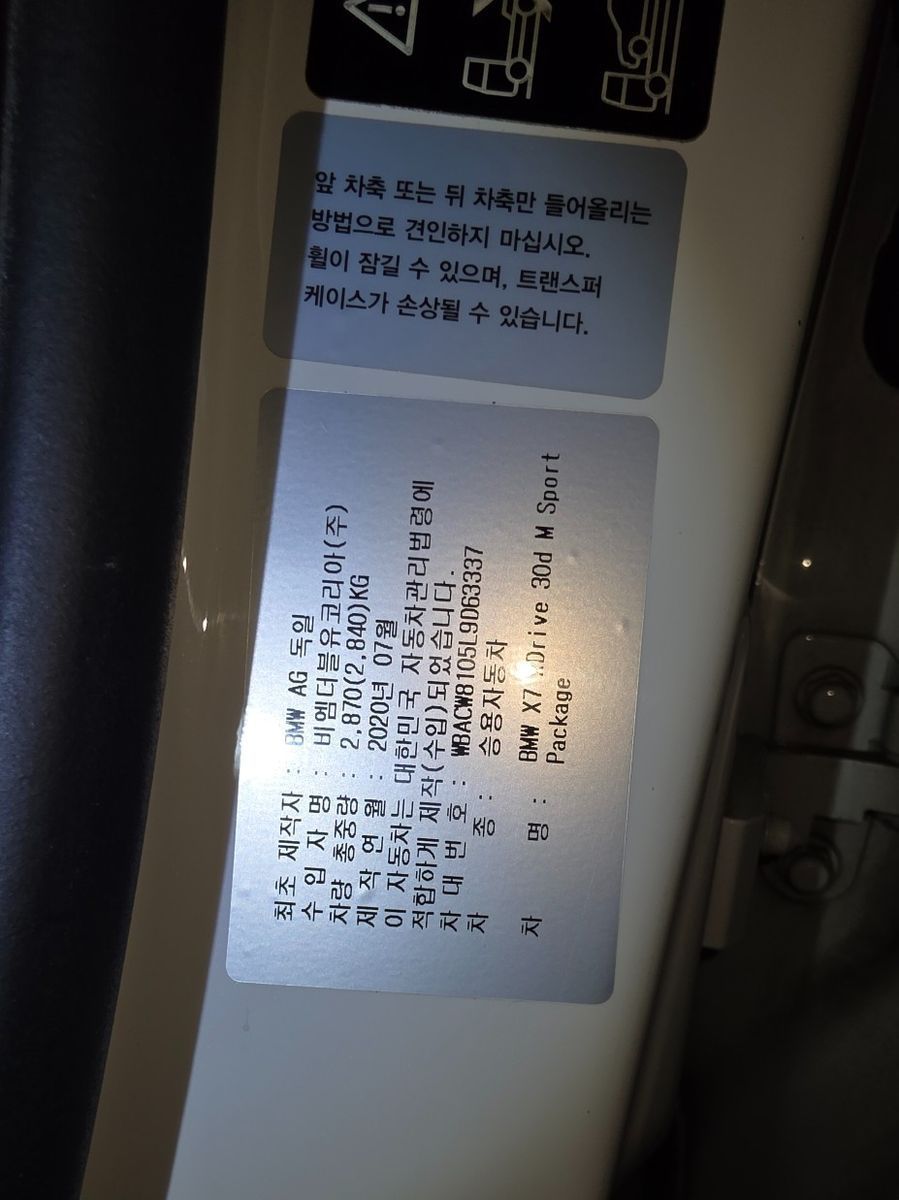 앞 차축 또는 뒤 차축만 들어올리는
방법으로 견인하지 마십시오.
휠이 잠길 수 있으며, 트랜스퍼
케이스가 손상될 수 있습니다.
최초 제작자 : BMW AG 독일
수 입 자 명 : 비엠더블유코리아(주)
차량 총중량 : 2,870(2,840)KG
제 작 연 월 : 2020년 07월
이 자동차는 대한민국 자동차관리법령에
적합하게 제작(수입)되었습니다.
차 대 번 호 : WBACW8105L9D63337
차 종 : 승용자동차
차 명 : BMW X7 xDrive 30d M Sport
Package